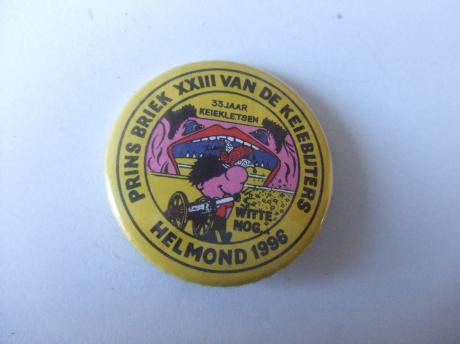 PRINS BRIEK XXIII VAN DE KEIEBIJTERS
33 JAAR
KEIEKLETSEN
WITTE
NOG..
HELMOND 1996